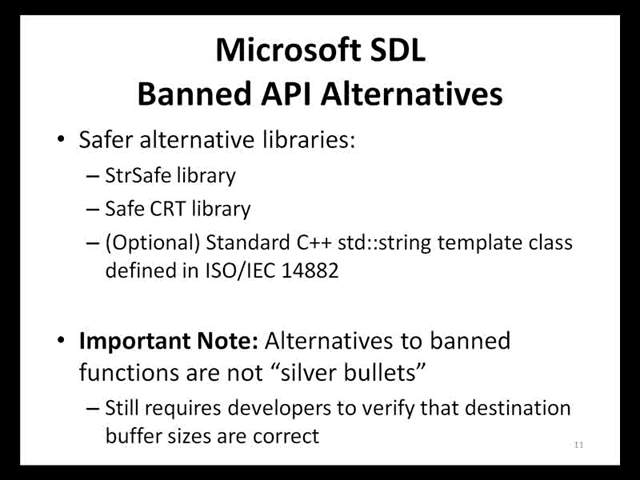 Microsoft SDL
Banned API Alternatives
• Safer alternative libraries:
– StrSafe library
– Safe CRT library
– (Optional) Standard C++ std::string template class
defined in ISO/IEC 14882
• Important Note: Alternatives to banned
functions are not “silver bullets”
– Still requires developers to verify that destination
buffer sizes are correct
11